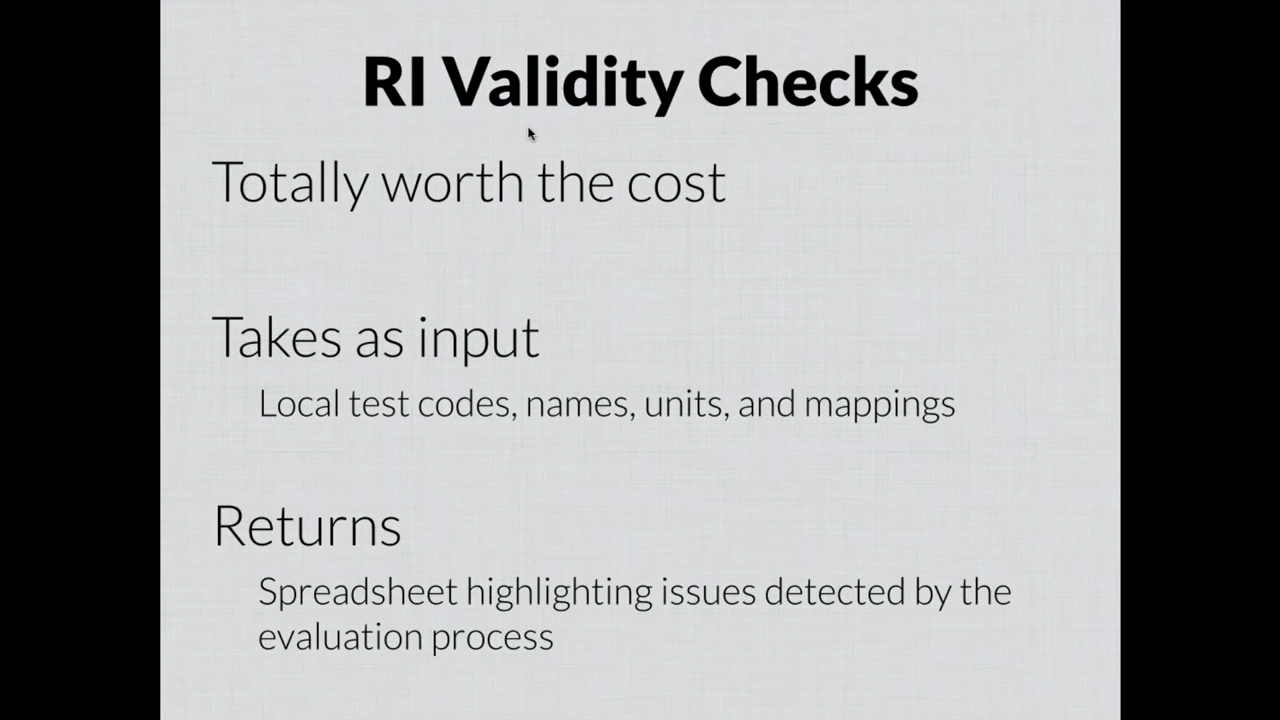 RI Validity Checks
Totally worth the cost
Takes as input
Local test codes, names, units, and mappings
Returns
Spreadsheet highlighting issues detected by the
evaluation process